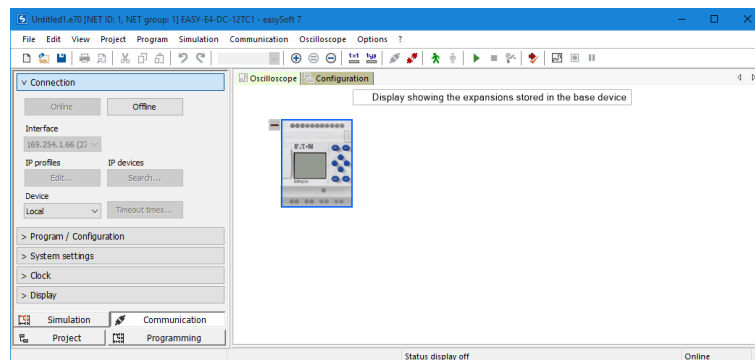 Untitled1.e70 [NET ID: 1, NET group: 1] EASY-E4-DC-12TC1 - easySoft 7
File Edit View Project Program Simulation Communication Oscilloscope Options ?
Connection
Oscilloscope Configuration
Display showing the expansions stored in the base device
Online Offline
Interface
169.254.1.66 (27
IP profiles IP devices
Edit... Search...
Device
Local Timeout times...
> Program / Configuration
> System settings
> Clock
> Display
Simulation Communication
Project Programming
Status display off Online